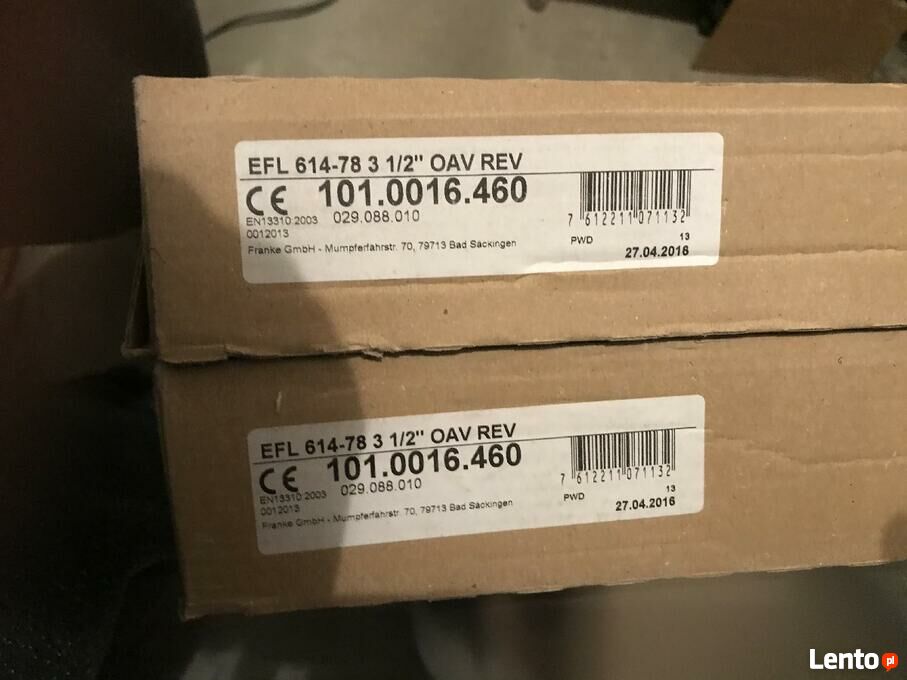 EFL 614-78 3 1/2" OAV REV
CE 101.0016.460
EN13310:2003 029.088.010
0012013
Franke GmbH - Mumpferfährstr. 70, 79713 Bad Säckingen
7 612211 071132
PWD 13
27.04.2016
EFL 614-78 3 1/2" OAV REV
CE 101.0016.460
EN13310:2003 029.088.010
0012013
Franke GmbH - Mumpferfährstr. 70, 79713 Bad Säckingen
7 612211 071132
PWD 13
27.04.2016
Lento pl